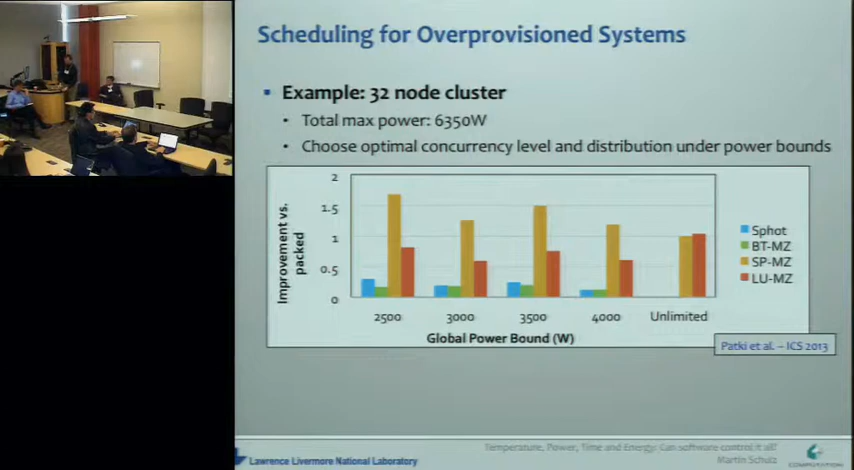 Scheduling for Overprovisioned Systems
Example: 32 node cluster
Total max power: 6350W
Choose optimal concurrency level and distribution under power bounds
Improvement vs.
packed
2
1.5
1
0.5
0
2500 3000 3500 4000 Unlimited
Global Power Bound (W)
Sphot
BT-MZ
SP-MZ
LU-MZ
Patki et al. – ICS 2013
Temperature, Power, Time and Energy: Can software control it all?
Lawrence Livermore National Laboratory
Martin Schulz
COMPUTATION